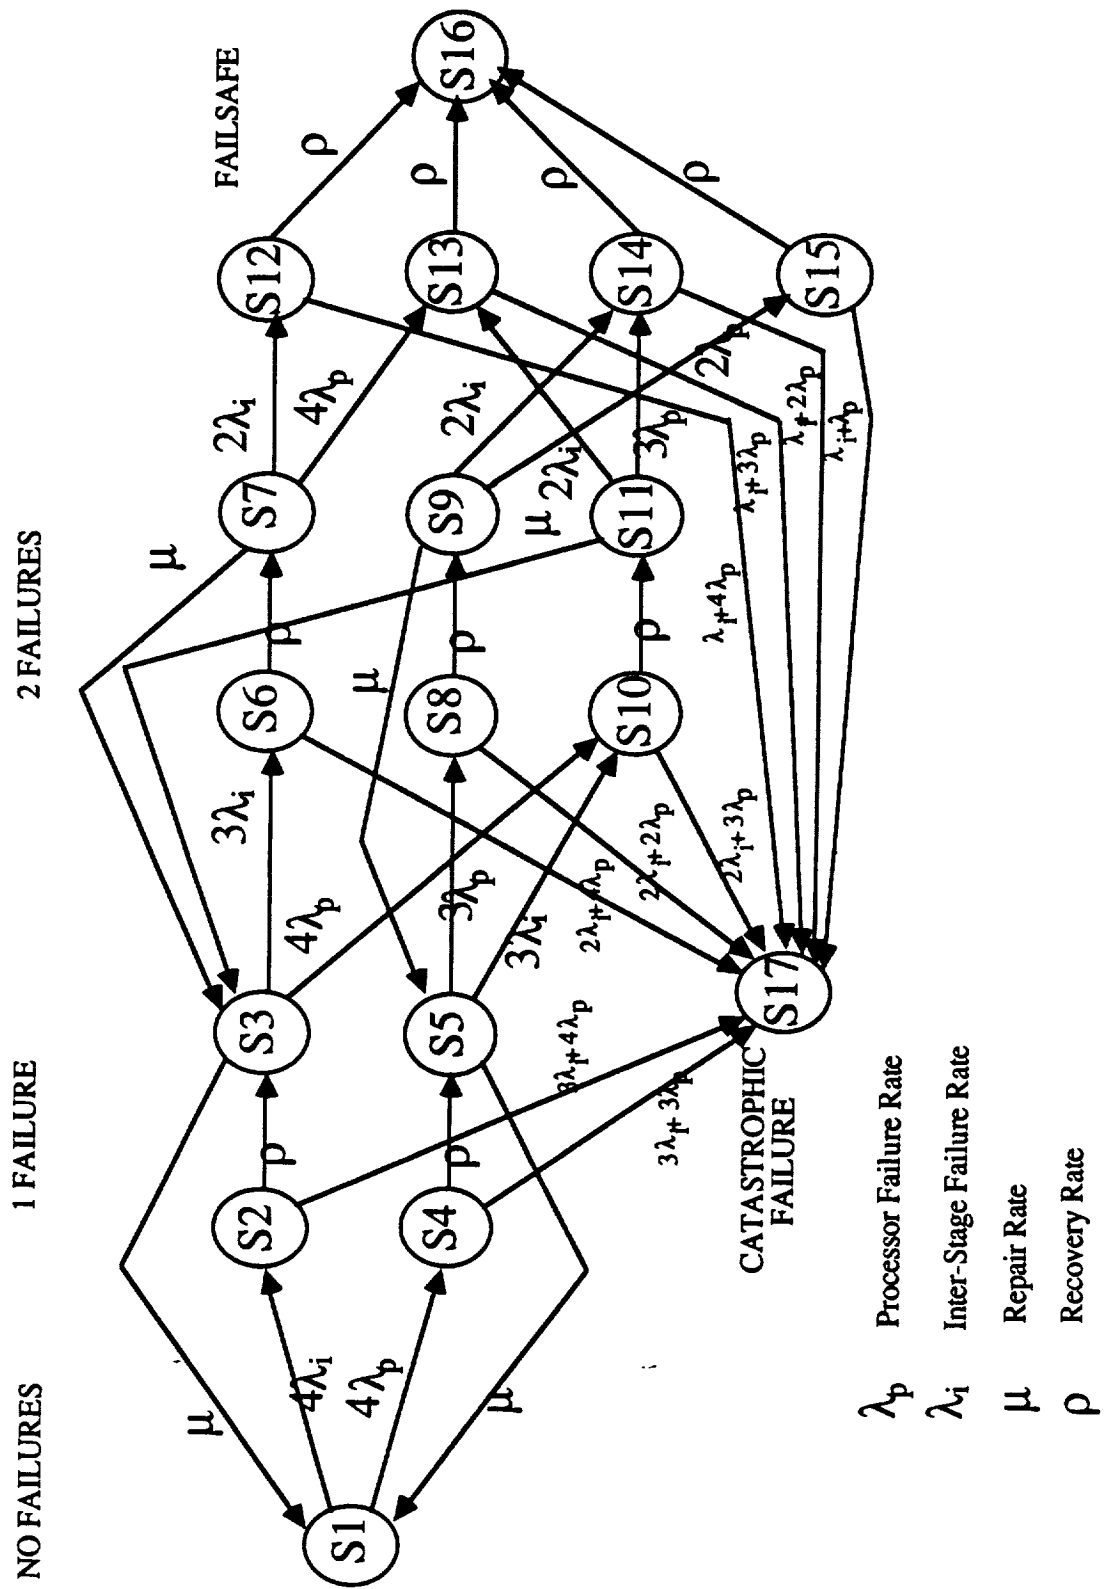 NO FAILURES
1 FAILURE
2 FAILURES
FAILSAFE
S1
S2
S3
S4
S5
S6
S7
S8
S9
S10
S11
S12
S13
S14
S15
S16
S17
μ
4λi
4λp
μ
ρ
ρ
3λi
4λp
3λp
3λi
3λi+4λp
3λi+3λp
ρ
ρ
ρ
μ
μ
μ
2λi+4λp
2λi+2λp
2λi+3λp
2λi
4λp
2λi
2λp
2λi
3λp
λi+4λp
λi+3λp
λi+2λp
λi+λp
ρ
ρ
ρ
ρ
CATASTROPHIC
FAILURE
λp Processor Failure Rate
λi Inter-Stage Failure Rate
μ Repair Rate
ρ Recovery Rate